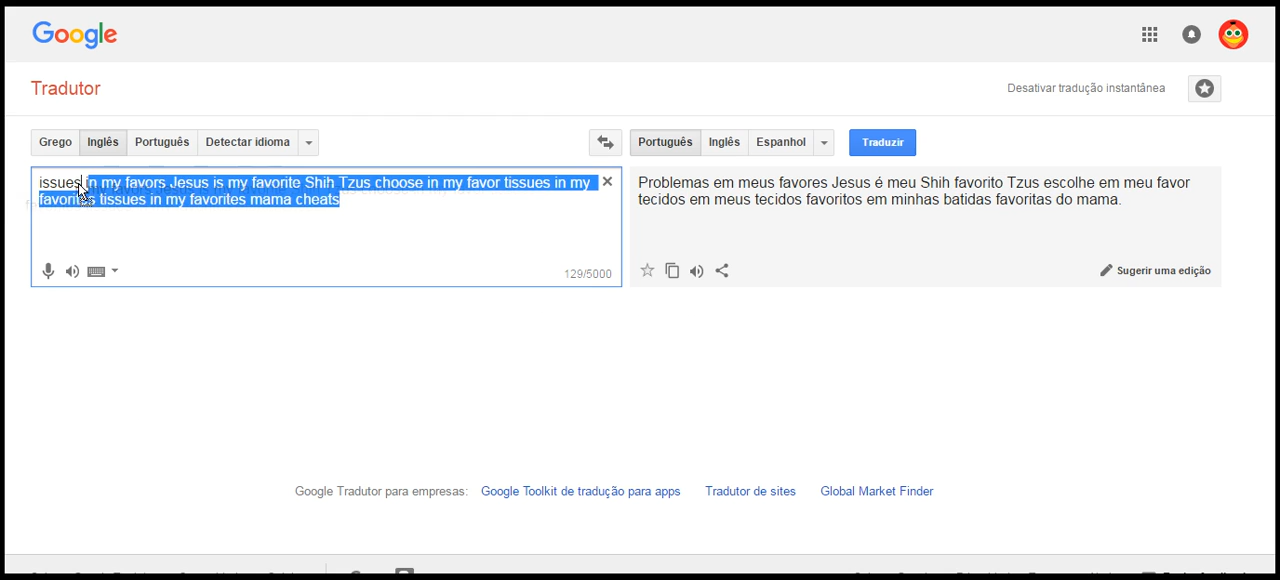 Google
Tradutor
Desativar tradução instantânea
Grego Inglês Português Detectar idioma
Português Inglês Espanhol Traduzir
issues in my favors Jesus is my favorite Shih Tzus choose in my favor tissues in my
favorites tissues in my favorites mama cheats
129/5000
Problemas em meus favores Jesus é meu Shih favorito Tzus escolhe em meu favor
tecidos em meus tecidos favoritos em minhas batidas favoritas do mama.
Sugerir uma edição
Google Tradutor para empresas: Google Toolkit de tradução para apps Tradutor de sites Global Market Finder